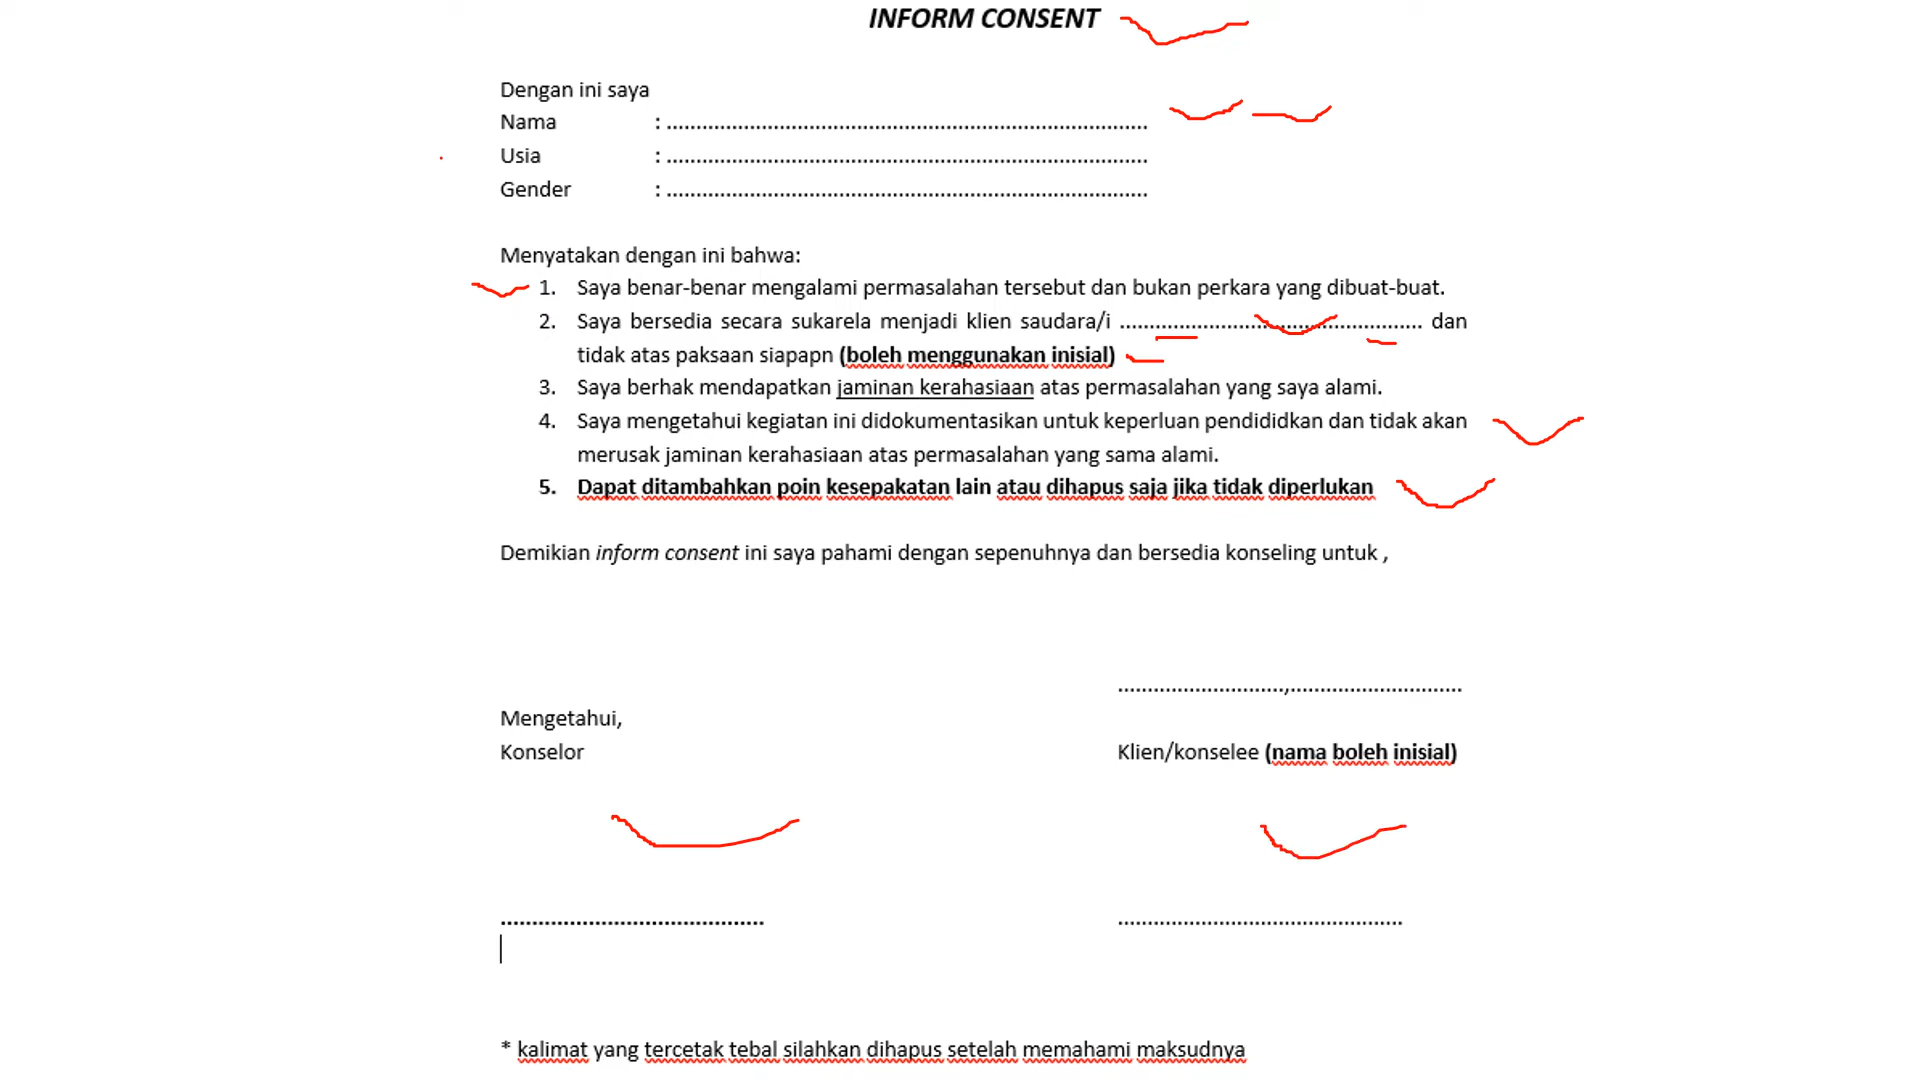 INFORM CONSENT
Dengan ini saya
Nama : ................................................................................
Usia : ................................................................................
Gender : ................................................................................
Menyatakan dengan ini bahwa:
1. Saya benar-benar mengalami permasalahan tersebut dan bukan perkara yang dibuat-buat.
2. Saya bersedia secara sukarela menjadi klien saudara/i .................................................. dan
tidak atas paksaan siapapn (boleh menggunakan inisial)
3. Saya berhak mendapatkan jaminan kerahasiaan atas permasalahan yang saya alami.
4. Saya mengetahui kegiatan ini didokumentasikan untuk keperluan pendididkan dan tidak akan
merusak jaminan kerahasiaan atas permasalahan yang sama alami.
5. Dapat ditambahkan poin kesepakatan lain atau dihapus saja jika tidak diperlukan
Demikian inform consent ini saya pahami dengan sepenuhnya dan bersedia konseling untuk ,
............................,.............................
Mengetahui,
Konselor Klien/konselee (nama boleh inisial)
............................................ ................................................
* kalimat yang tercetak tebal silahkan dihapus setelah memahami maksudnya